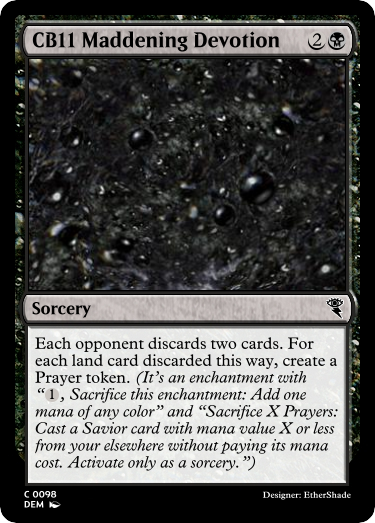 CB11 Maddening Devotion 2
Sorcery
Each opponent discards two cards. For
each land card discarded this way, create a
Prayer token. (It's an enchantment with
“1, Sacrifice this enchantment: Add one
mana of any color” and “Sacrifice X Prayers:
Cast a Savior card with mana value X or less
from your elsewhere without paying its mana
cost. Activate only as a sorcery.”)
C 0098
DEM
Designer: EtherShade